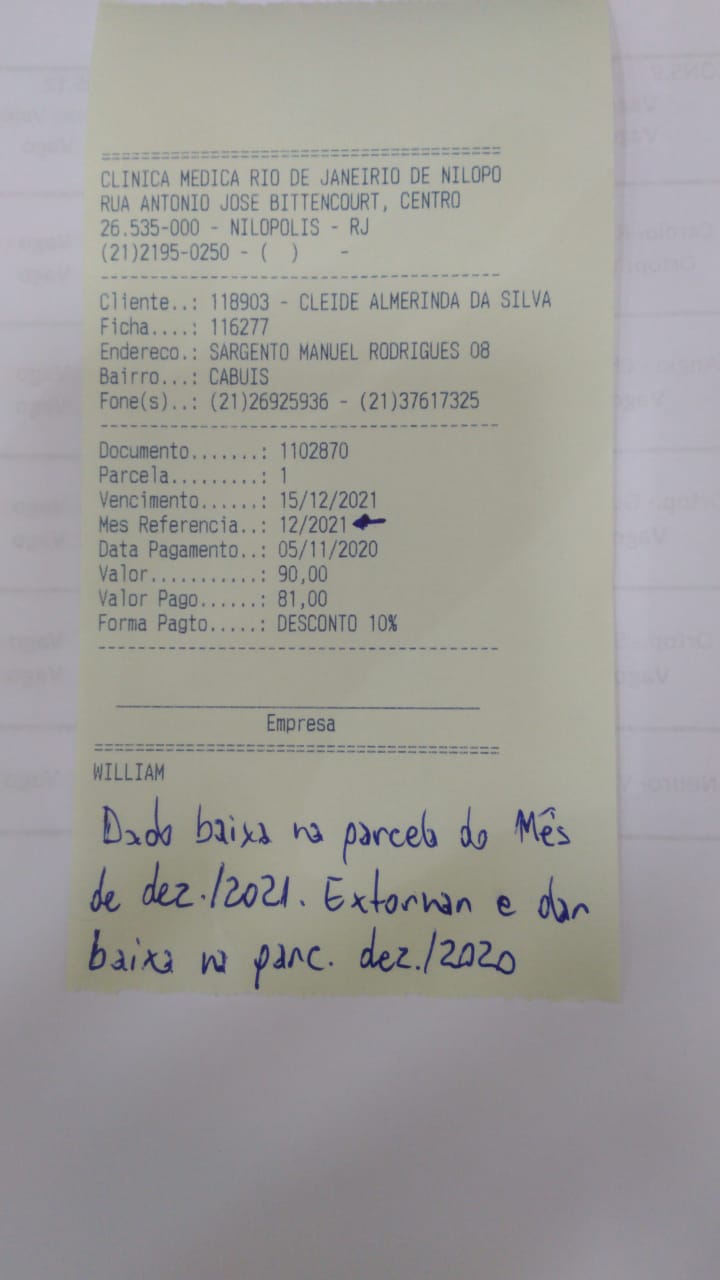 ================================================
CLINICA MEDICA RIO DE JANEIRIO DE NILOPO
RUA ANTONIO JOSE BITTENCOURT, CENTRO
26.535-000 - NILOPOLIS - RJ
(21)2195-0250 - (  )    -
------------------------------------------------
Cliente..: 118903 - CLEIDE ALMERINDA DA SILVA
Ficha....: 116277
Endereco.: SARGENTO MANUEL RODRIGUES 08
Bairro...: CABUIS
Fone(s)..: (21)26925936 - (21)37617325
------------------------------------------------
Documento.......: 1102870
Parcela.........: 1
Vencimento......: 15/12/2021
Mes Referencia..: 12/2021
Data Pagamento..: 05/11/2020
Valor...........: 90,00
Valor Pago......: 81,00
Forma Pagto.....: DESCONTO 10%
------------------------------------------------
Empresa
================================================
WILLIAM
Dado baixa na parcela do Mês
de dez./2021. Extornar e dar
baixa na parc. dez./2020